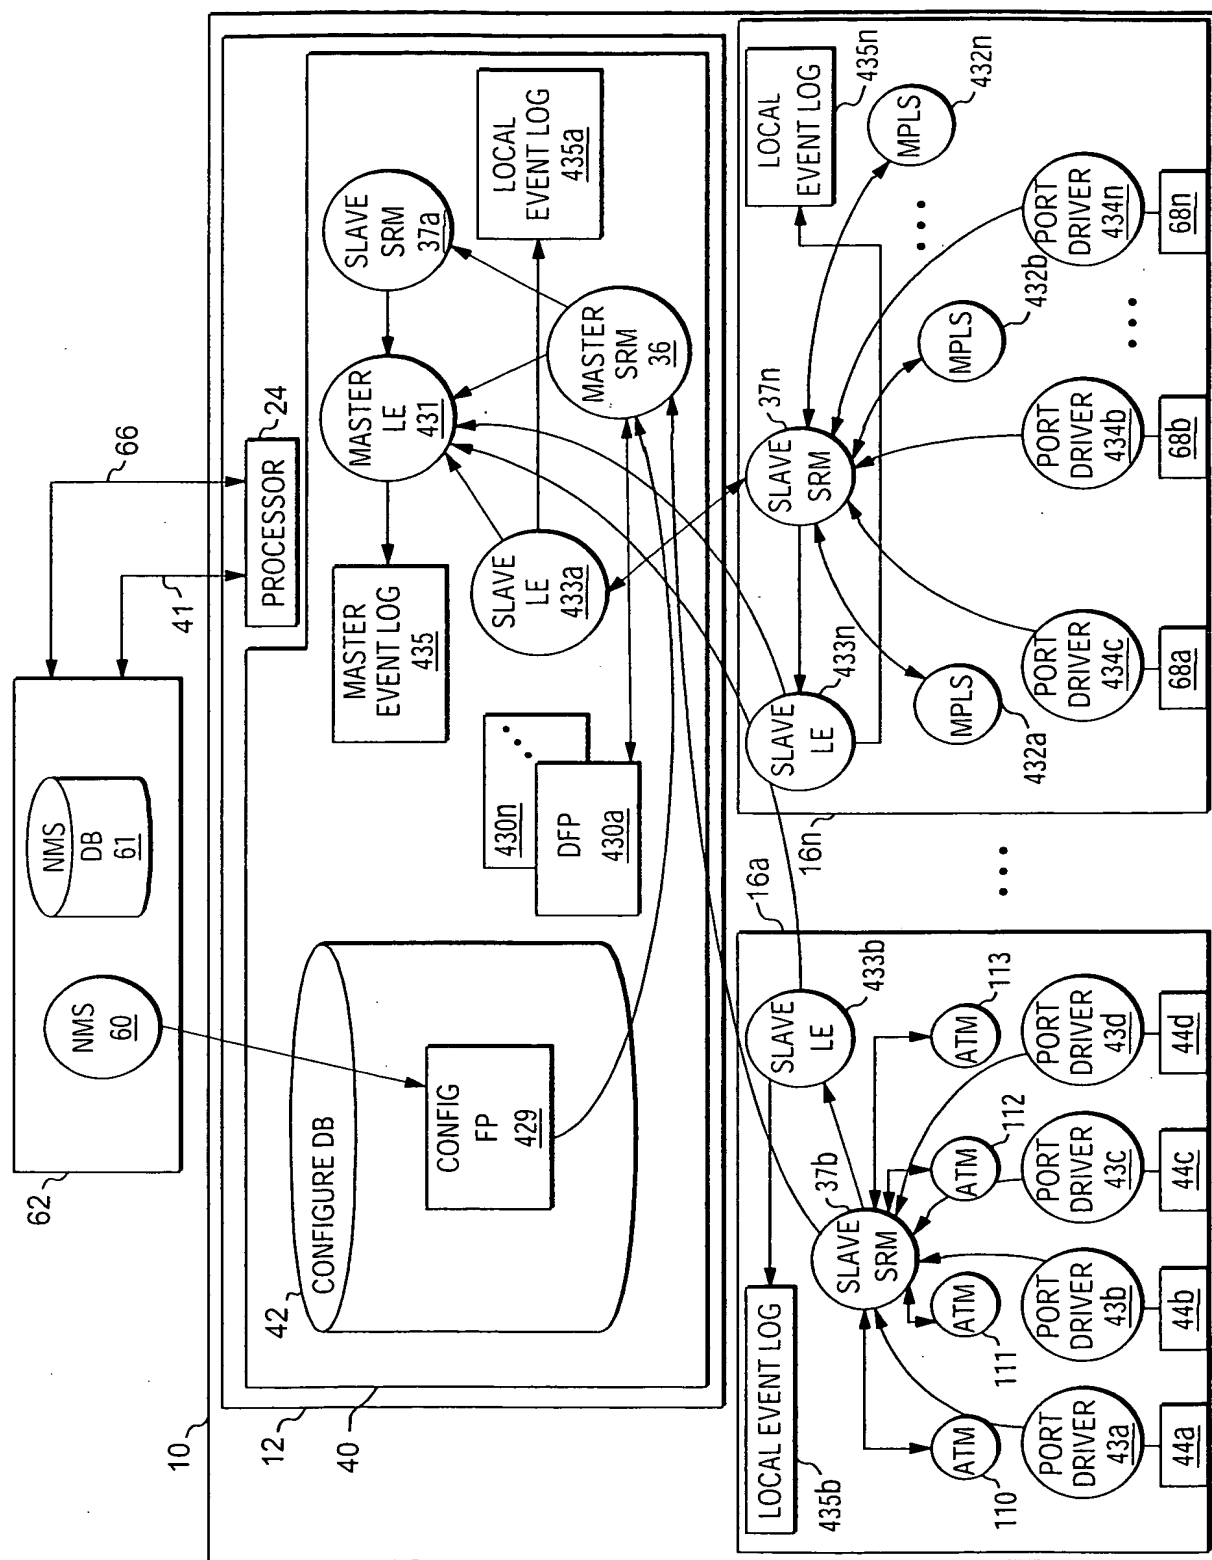 62
NMS
60
NMS
DB
61
41
66
10
12
40
PROCESSOR
24
42
CONFIGURE DB
CONFIG
FP
429
430n
DFP
430a
MASTER
EVENT LOG
435
MASTER
LE
431
SLAVE
SRM
37a
SLAVE
LE
433a
MASTER
SRM
36
LOCAL
EVENT LOG
435a
16a
LOCAL EVENT LOG
435b
SLAVE
SRM
37b
SLAVE
LE
433b
ATM
110
ATM
111
ATM
112
ATM
113
PORT
DRIVER
43a
PORT
DRIVER
43b
PORT
DRIVER
43c
PORT
DRIVER
43d
44a
44b
44c
44d
16n
SLAVE
LE
433n
SLAVE
SRM
37n
LOCAL
EVENT LOG
435n
MPLS
432a
MPLS
432b
MPLS
432n
PORT
DRIVER
434c
PORT
DRIVER
434b
PORT
DRIVER
434n
68a
68b
68n